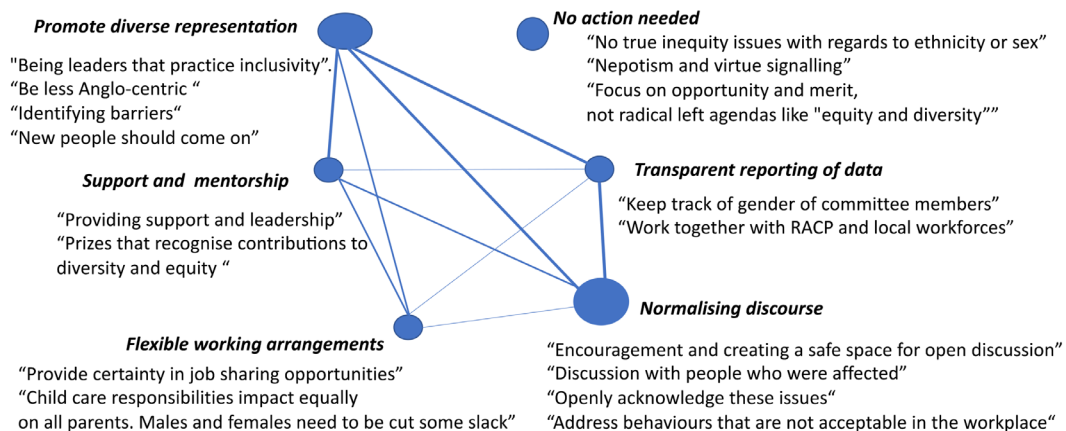 Promote diverse representation
"Being leaders that practice inclusivity”.
“Be less Anglo-centric “
“Identifying barriers“
“New people should come on”
No action needed
“No true inequity issues with regards to ethnicity or sex”
“Nepotism and virtue signalling”
“Focus on opportunity and merit,
not radical left agendas like "equity and diversity””
Support and mentorship
“Providing support and leadership”
“Prizes that recognise contributions to
diversity and equity “
Transparent reporting of data
“Keep track of gender of committee members”
“Work together with RACP and local workforces”
Flexible working arrangements
“Provide certainty in job sharing opportunities”
“Child care responsibilities impact equally
on all parents. Males and females need to be cut some slack”
Normalising discourse
“Encouragement and creating a safe space for open discussion”
“Discussion with people who were affected”
“Openly acknowledge these issues“
“Address behaviours that are not acceptable in the workplace“